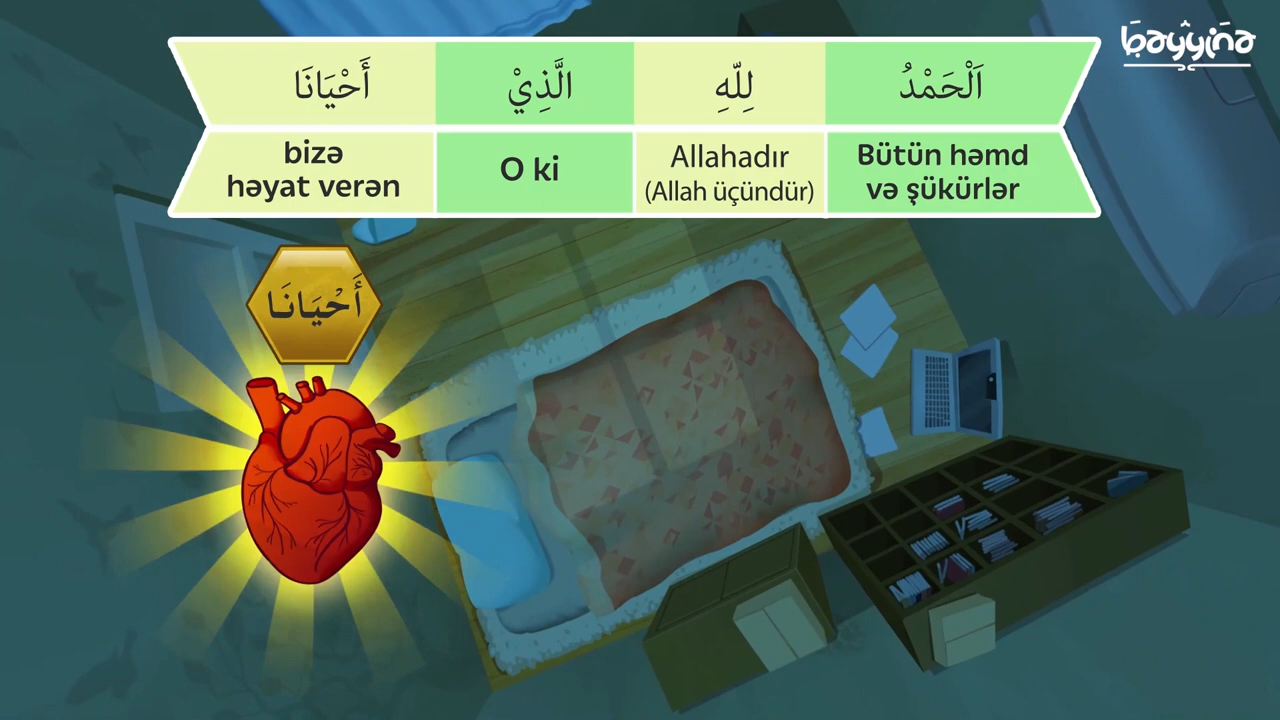 bayyina
اَلْحَمْدُ لِلّٰهِ الَّذِيْ أَحْيَانَا
Bütün həmd
və şükürlər
Allahadır
(Allah üçündür)
O ki
bizə
həyat verən
أَحْيَانَا